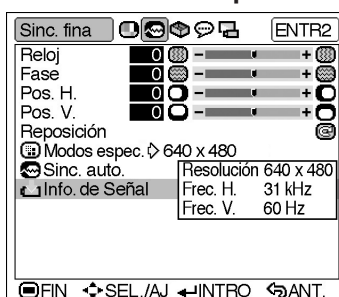 Sinc. fina ENTR2
Reloj 0 - +
Fase 0 - +
Pos. H. 0 - +
Pos. V. 0 - +
Reposición
Modos espec. 640 x 480
Sinc. auto.
Info. de Señal
Resolución 640 x 480
Frec. H. 31 kHz
Frec. V. 60 Hz
FIN SEL./AJ INTRO ANT.